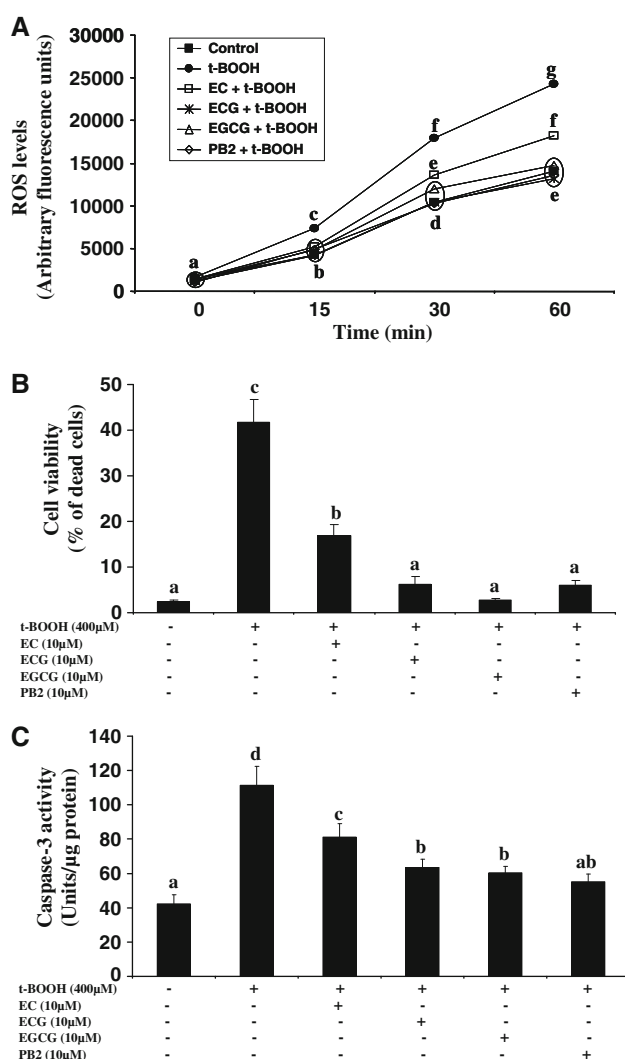 A
ROS levels
(Arbitrary fluorescence units)
30000
25000
20000
15000
10000
5000
0
Control
t-BOOH
EC + t-BOOH
ECG + t-BOOH
EGCG + t-BOOH
PB2 + t-BOOH
a
c
b
f
e
d
g
f
e
0 15 30 60
Time (min)
B
Cell viability
(% of dead cells)
50
40
30
20
10
0
a c b a a a
t-BOOH (400µM) - + + + + +
EC (10µM) - - + - - -
ECG (10µM) - - - + - -
EGCG (10µM) - - - - + -
PB2 (10µM) - - - - - +
C
Caspase-3 activity
(Units/µg protein)
140
120
100
80
60
40
20
0
a d c b b ab
t-BOOH (400µM) - + + + + +
EC (10µM) - - + - - -
ECG (10µM) - - - + - -
EGCG (10µM) - - - - + -
PB2 (10µM) - - - - - +